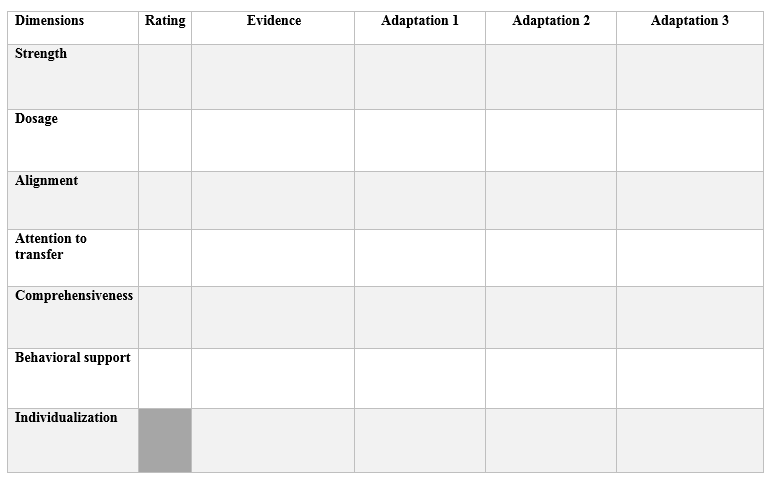 Dimensions Rating Evidence Adaptation 1 Adaptation 2 Adaptation 3
Strength
Dosage
Alignment
Attention to
transfer
Comprehensiveness
Behavioral support
Individualization